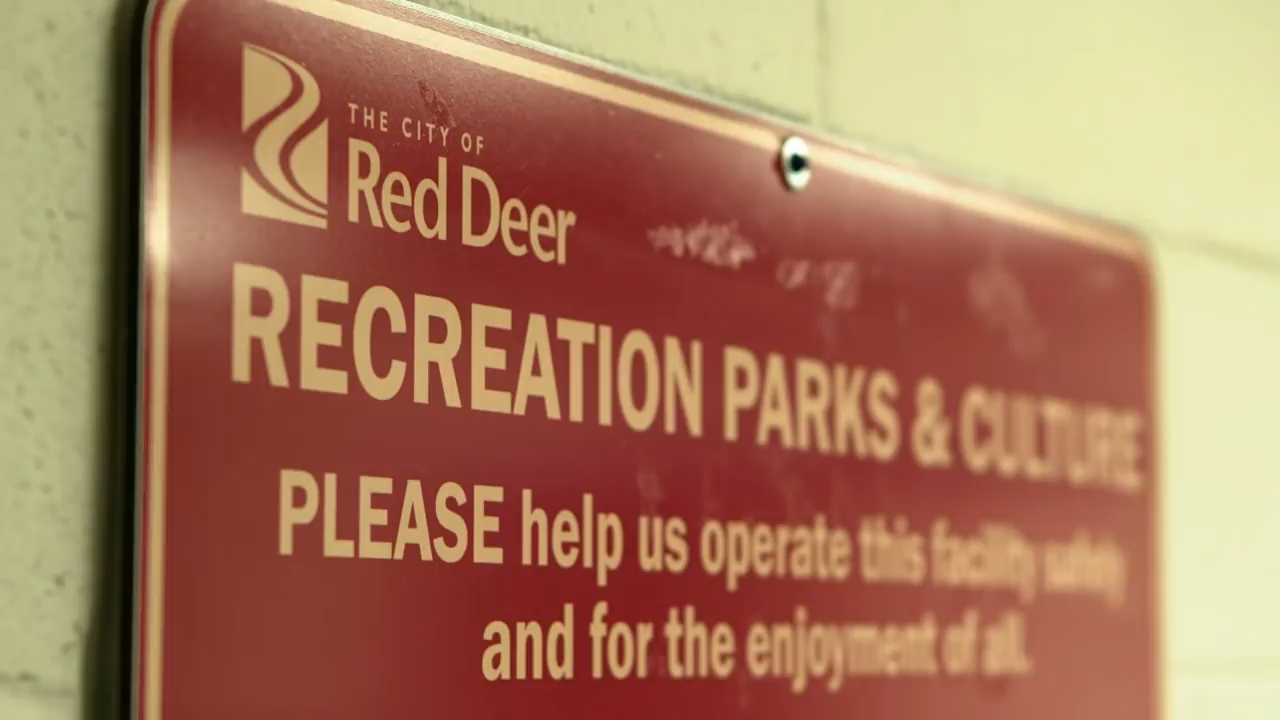 THE CITY OF
Red Deer
RECREATION PARKS & CULTURE
PLEASE help us operate this facility safely
and for the enjoyment of all.